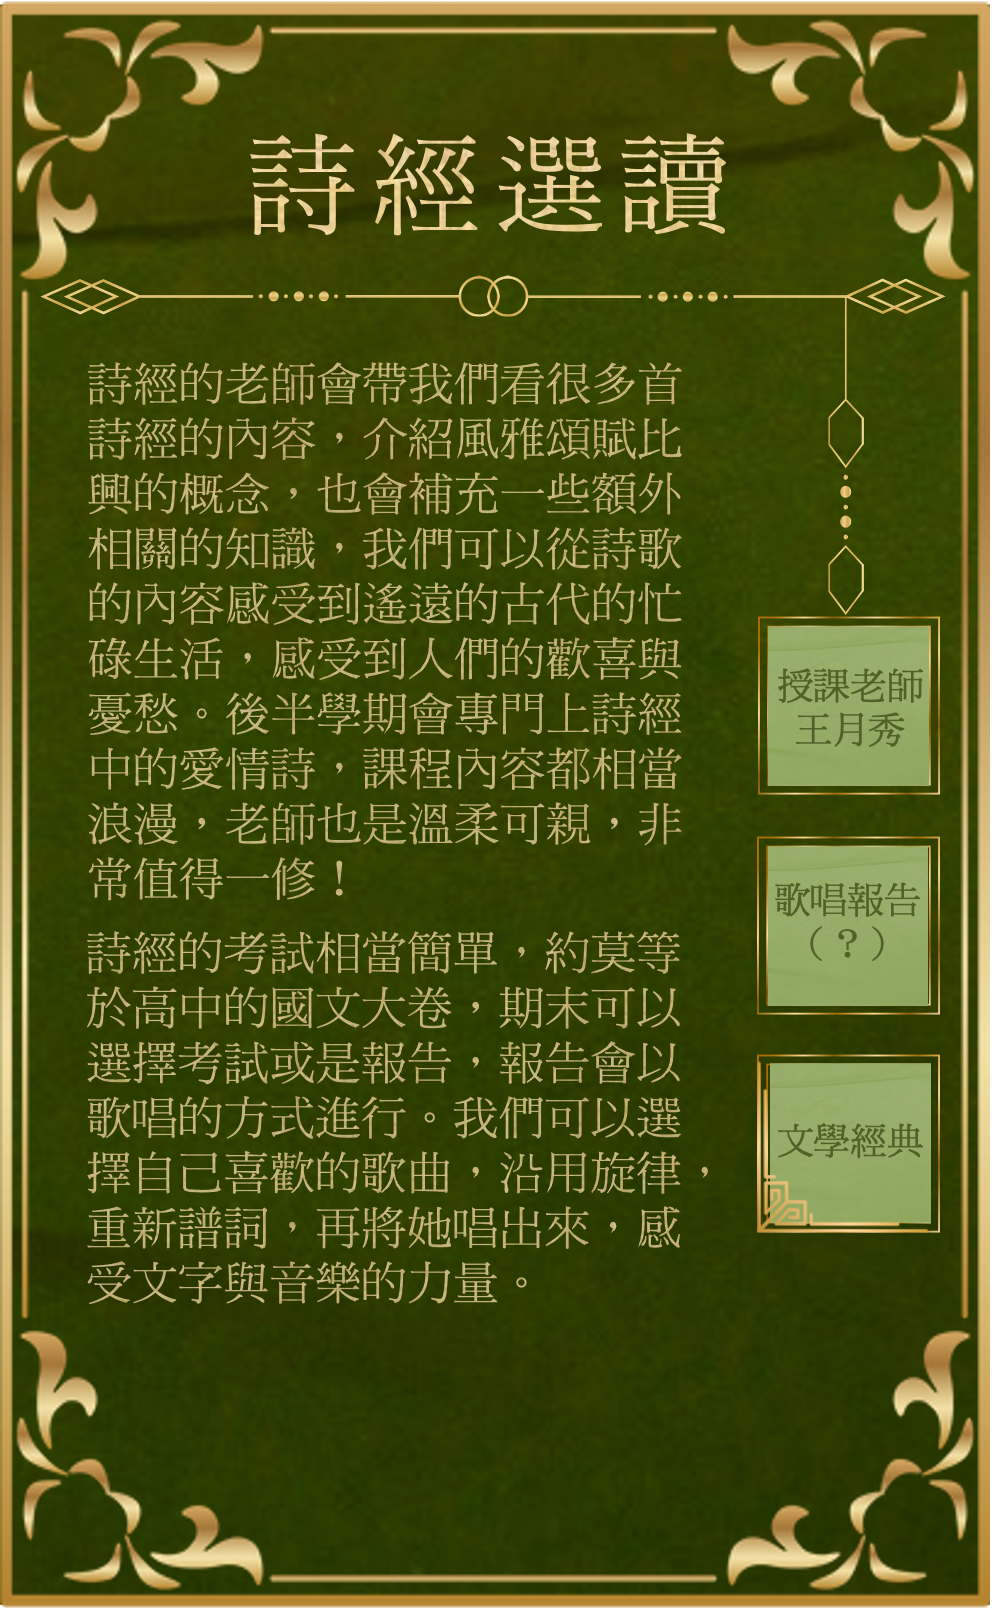 詩經選讀
詩經的老師會帶我們看很多首
詩經的內容，介紹風雅頌賦比
興的概念，也會補充一些額外
相關的知識，我們可以從詩歌
的內容感受到遙遠的古代的忙
碌生活，感受到人們的歡喜與
憂愁。後半學期會專門上詩經
中的愛情詩，課程內容都相當
浪漫，老師也是溫柔可親，非
常值得一修！
詩經的考試相當簡單，約莫等
於高中的國文大卷，期末可以
選擇考試或是報告，報告會以
歌唱的方式進行。我們可以選
擇自己喜歡的歌曲，沿用旋律，
重新譜詞，再將她唱出來，感
受文字與音樂的力量。
授課老師
王月秀
歌唱報告
（？）
文學經典